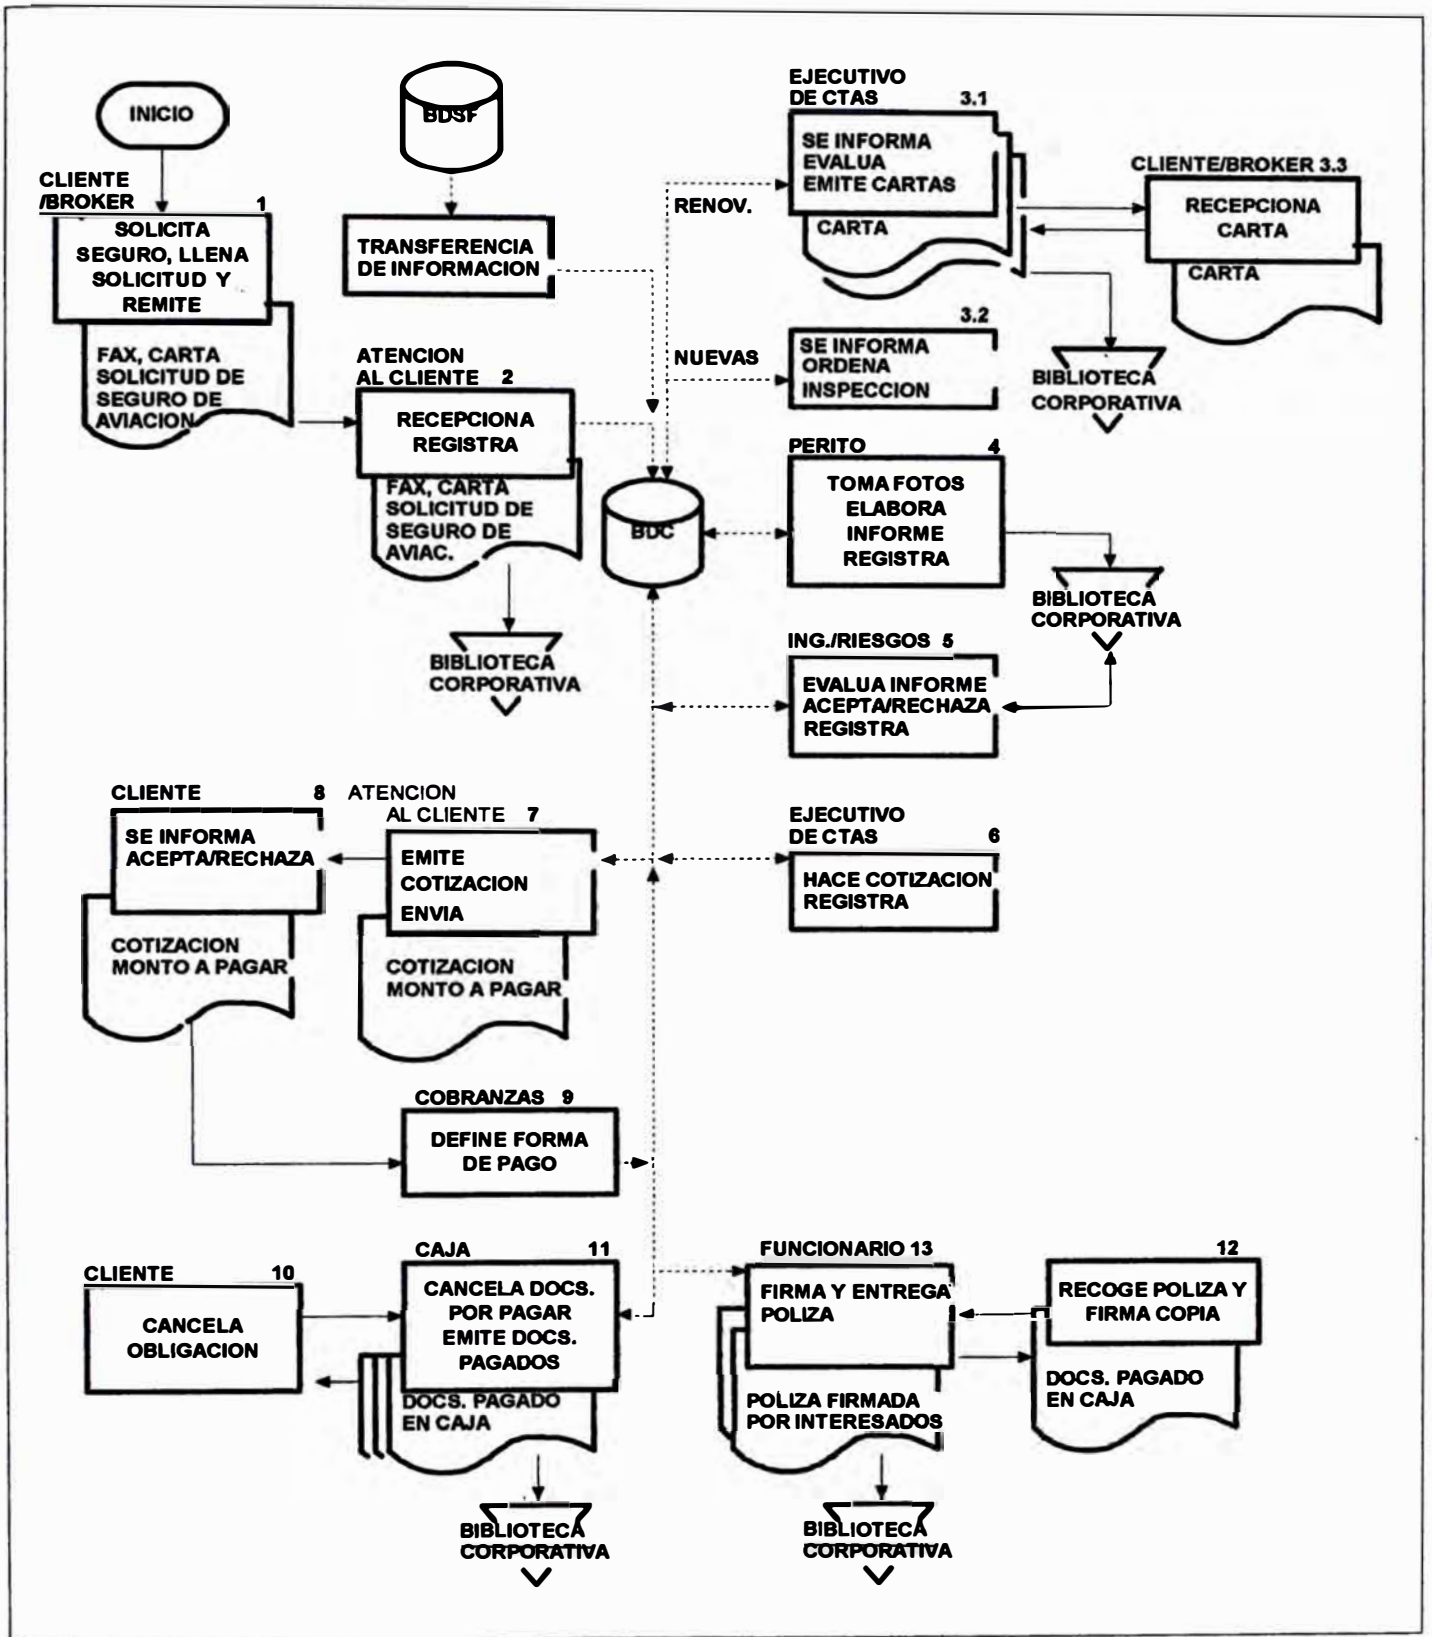 INICIO
BDSF
CLIENTE
/BROKER 1
SOLICITA
SEGURO, LLENA
SOLICITUD Y
REMITE
FAX, CARTA
SOLICITUD DE
SEGURO DE
AVIACION
TRANSFERENCIA
DE INFORMACION
ATENCION
AL CLIENTE 2
RECEPCIONA
REGISTRA
FAX, CARTA
SOLICITUD DE
SEGURO DE
AVIAC.
BIBLIOTECA
CORPORATIVA
BDC
RENOV.
NUEVAS
EJECUTIVO
DE CTAS 3.1
SE INFORMA
EVALUA
EMITE CARTAS
CARTA
CLIENTE/BROKER 3.3
RECEPCIONA
CARTA
CARTA
BIBLIOTECA
CORPORATIVA
3.2
SE INFORMA
ORDENA
INSPECCION
PERITO 4
TOMA FOTOS
ELABORA
INFORME
REGISTRA
BIBLIOTECA
CORPORATIVA
ING./RIESGOS 5
EVALUA INFORME
ACEPTA/RECHAZA
REGISTRA
EJECUTIVO
DE CTAS 6
HACE COTIZACION
REGISTRA
ATENCION
AL CLIENTE 7
EMITE
COTIZACION
ENVIA
COTIZACION
MONTO A PAGAR
CLIENTE 8
SE INFORMA
ACEPTA/RECHAZA
COTIZACION
MONTO A PAGAR
COBRANZAS 9
DEFINE FORMA
DE PAGO
CLIENTE 10
CANCELA
OBLIGACION
CAJA 11
CANCELA DOCS.
POR PAGAR
EMITE DOCS.
PAGADOS
DOCS. PAGADO
EN CAJA
BIBLIOTECA
CORPORATIVA
FUNCIONARIO 13
FIRMA Y ENTREGA
POLIZA
POLIZA FIRMADA
POR INTERESADOS
BIBLIOTECA
CORPORATIVA
12
RECOGE POLIZA Y
FIRMA COPIA
DOCS. PAGADO
EN CAJA